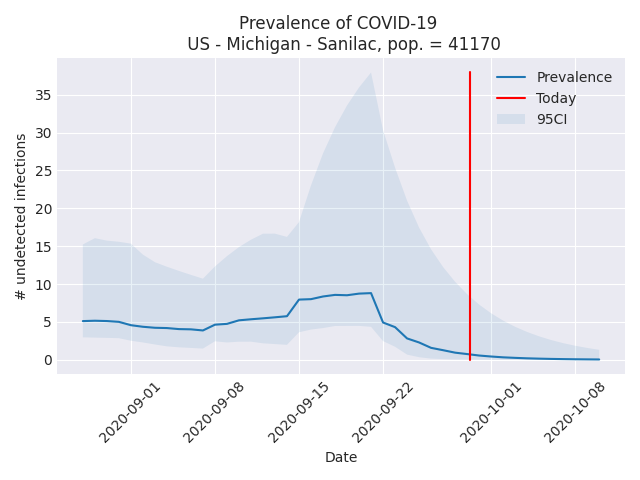 Prevalence of COVID-19
US - Michigan - Sanilac, pop. = 41170
Prevalence
Today
95CI
# undetected infections
35
30
25
20
15
10
5
0
2020-09-01
2020-09-08
2020-09-15
2020-09-22
2020-10-01
2020-10-08
Date